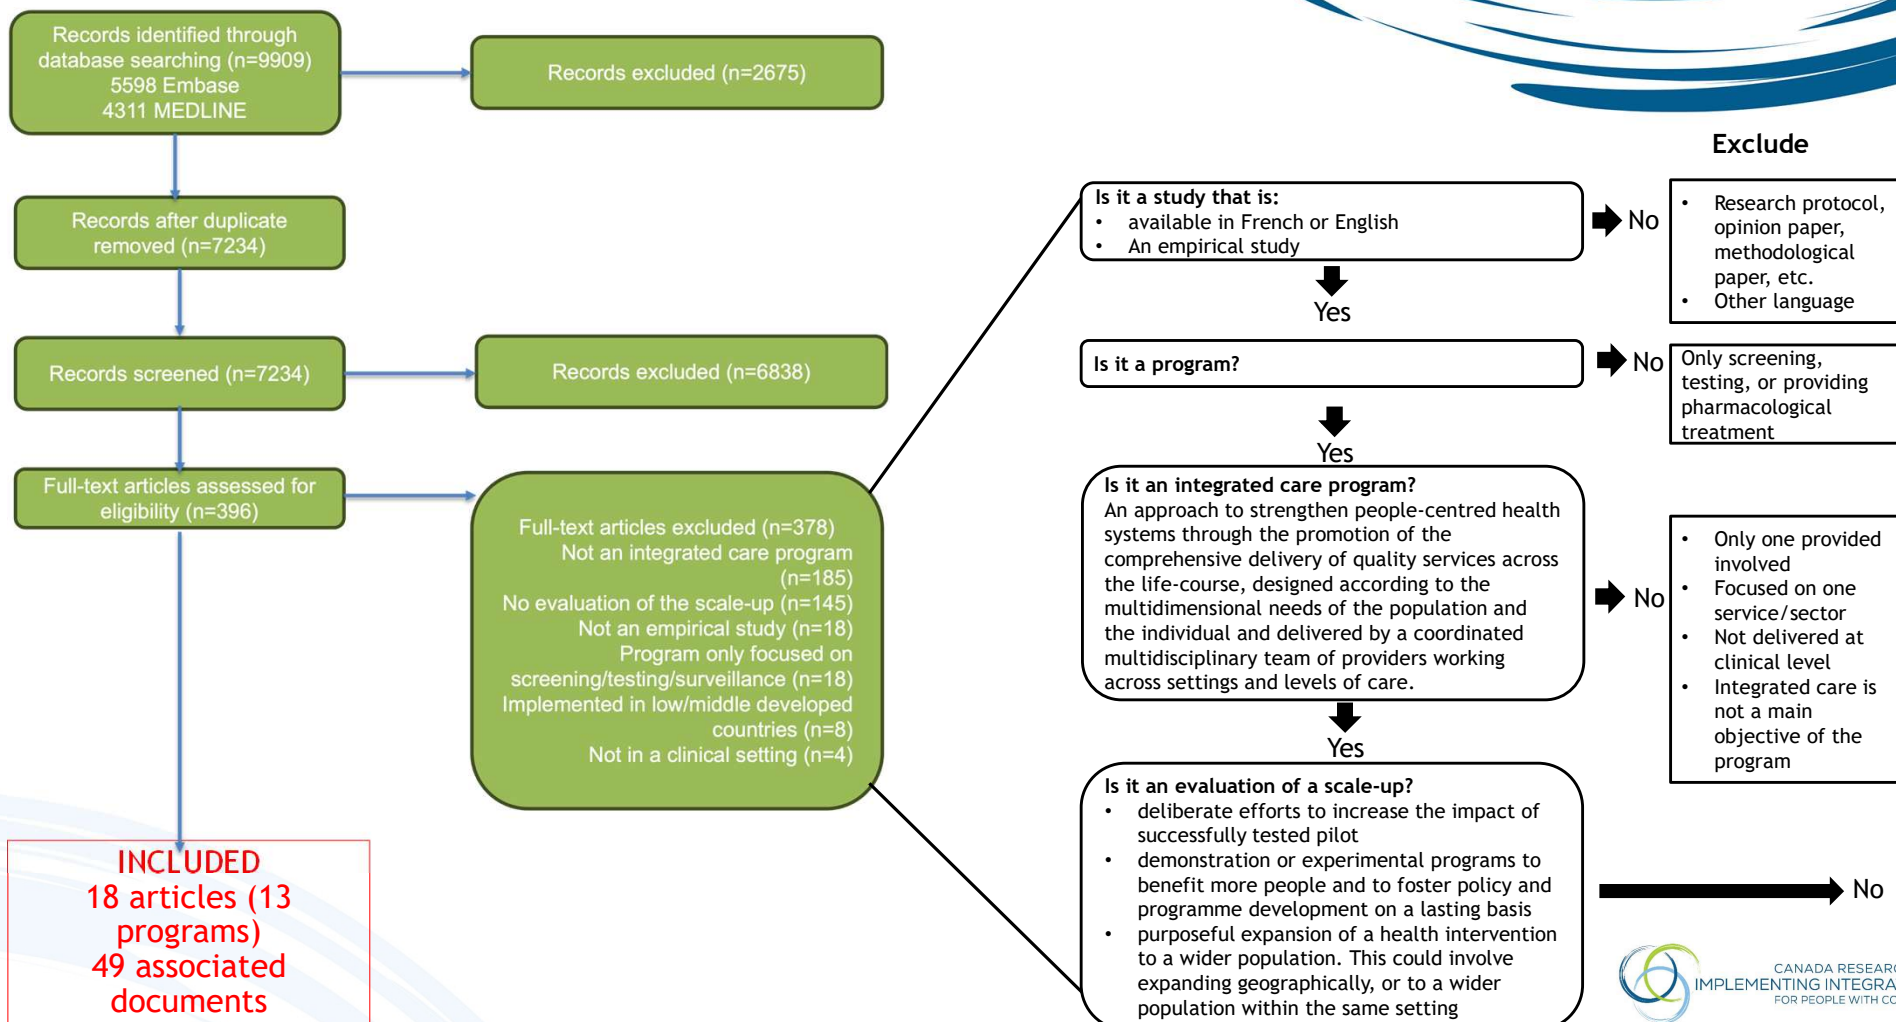 Records identified through
database searching (n=9909)
5598 Embase
4311 MEDLINE
Records excluded (n=2675)
Records after duplicate
removed (n=7234)
Records screened (n=7234)
Records excluded (n=6838)
Full-text articles assessed for
eligibility (n=396)
Full-text articles excluded (n=378)
Not an integrated care program
(n=185)
No evaluation of the scale-up (n=145)
Not an empirical study (n=18)
Program only focused on
screening/testing/surveillance (n=18)
Implemented in low/middle developed
countries (n=8)
Not in a clinical setting (n=4)
INCLUDED
18 articles (13
programs)
49 associated
documents
Exclude
Is it a study that is:
• available in French or English
• An empirical study
No
• Research protocol,
opinion paper,
methodological
paper, etc.
• Other language
Yes
Is it a program?
No
Only screening,
testing, or providing
pharmacological
treatment
Yes
Is it an integrated care program?
An approach to strengthen people-centred health
systems through the promotion of the
comprehensive delivery of quality services across
the life-course, designed according to the
multidimensional needs of the population and
the individual and delivered by a coordinated
multidisciplinary team of providers working
across settings and levels of care.
No
• Only one provided
involved
• Focused on one
service/sector
• Not delivered at
clinical level
• Integrated care is
not a main
objective of the
program
Yes
Is it an evaluation of a scale-up?
• deliberate efforts to increase the impact of
successfully tested pilot
• demonstration or experimental programs to
benefit more people and to foster policy and
programme development on a lasting basis
• purposeful expansion of a health intervention
to a wider population. This could involve
expanding geographically, or to a wider
population within the same setting
No
CANADA RESEARC
IMPLEMENTING INTEGRA
FOR PEOPLE WITH CO